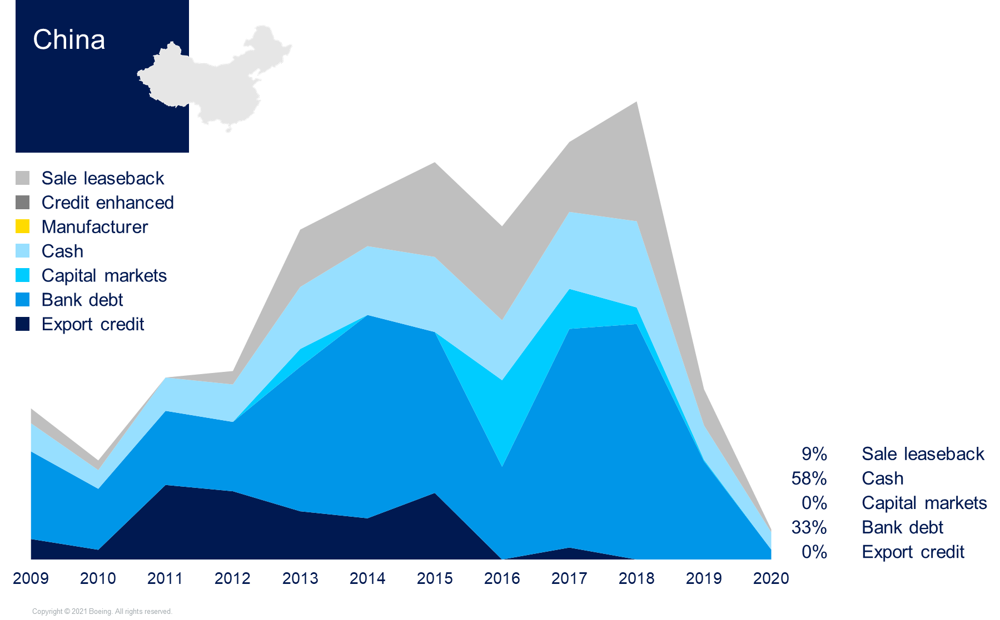 China
Sale leaseback
Credit enhanced
Manufacturer
Cash
Capital markets
Bank debt
Export credit
9% Sale leaseback
58% Cash
0% Capital markets
33% Bank debt
0% Export credit
2009 2010 2011 2012 2013 2014 2015 2016 2017 2018 2019 2020
Copyright © 2021 Boeing. All rights reserved.